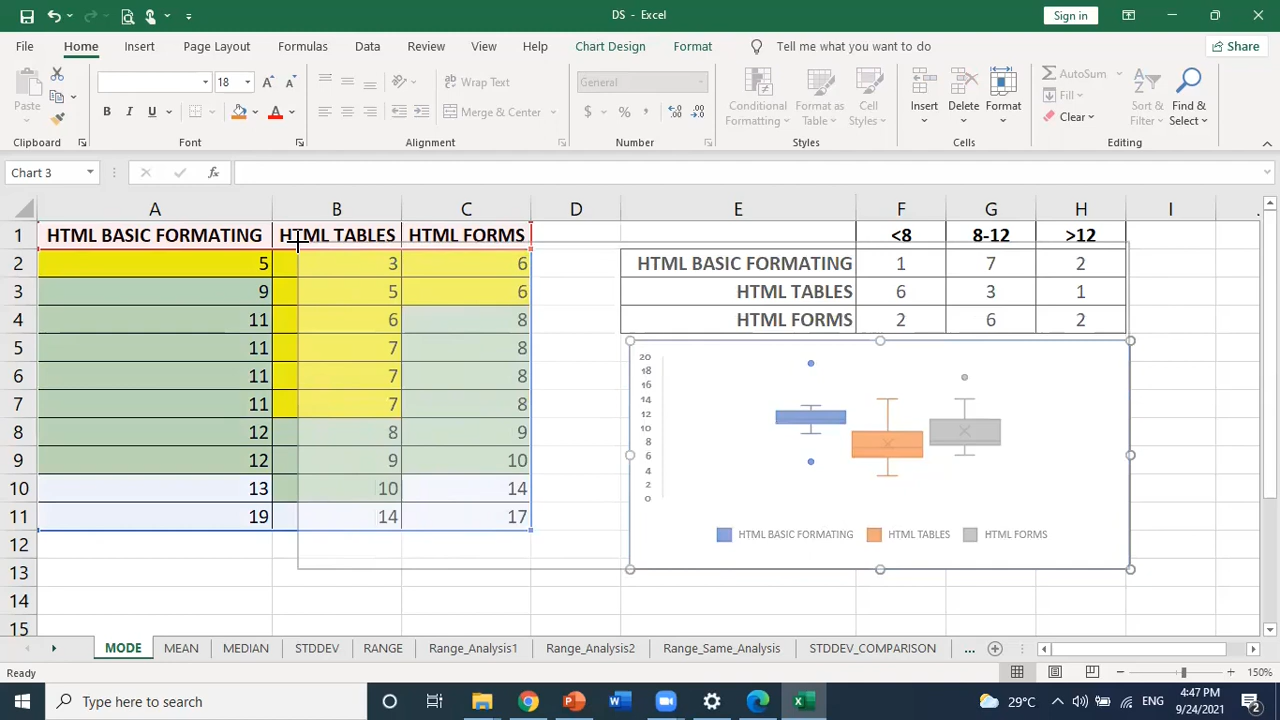 DS - Excel
Sign in
File Home Insert Page Layout Formulas Data Review View Help Chart Design Format Tell me what you want to do Share
Paste
18
B I U
Wrap Text
Merge & Center
General
$ %
Conditional Formatting
Format as Table
Cell Styles
Insert
Delete
Format
AutoSum
Fill
Clear
Sort & Filter
Find & Select
Clipboard Font Alignment Number Styles Cells Editing
Chart 3
fx
A B C D E F G H I
1 HTML BASIC FORMATING HTML TABLES HTML FORMS <8 8-12 >12
2 5 3 6 HTML BASIC FORMATING 1 7 2
3 9 5 6 HTML TABLES 6 3 1
4 11 6 8 HTML FORMS 2 6 2
5 11 7 8
6 11 7 8
7 11 7 8
8 12 8 9
9 12 9 10
10 13 10 14
11 19 14 17
12
13
14
15
20
18
16
14
12
10
8
6
4
2
0
HTML BASIC FORMATING HTML TABLES HTML FORMS
MODE MEAN MEDIAN STDDEV RANGE Range_Analysis1 Range_Analysis2 Range_Same_Analysis STDDEV_COMPARISON ...
Ready
150%
Type here to search
29°C
ENG
4:47 PM
9/24/2021
2